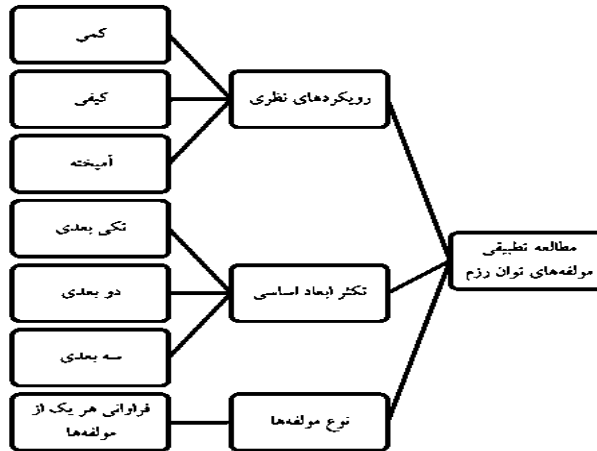 مطالعه تطبیقی
مولفه‌های توان رزم
رویکردهای نظری
کمی
کیفی
آمیخته
تکثر ابعاد اساسی
تکی بعدی
دو بعدی
سه بعدی
نوع مولفه‌ها
فراوانی هر یک از
مولفه‌ها